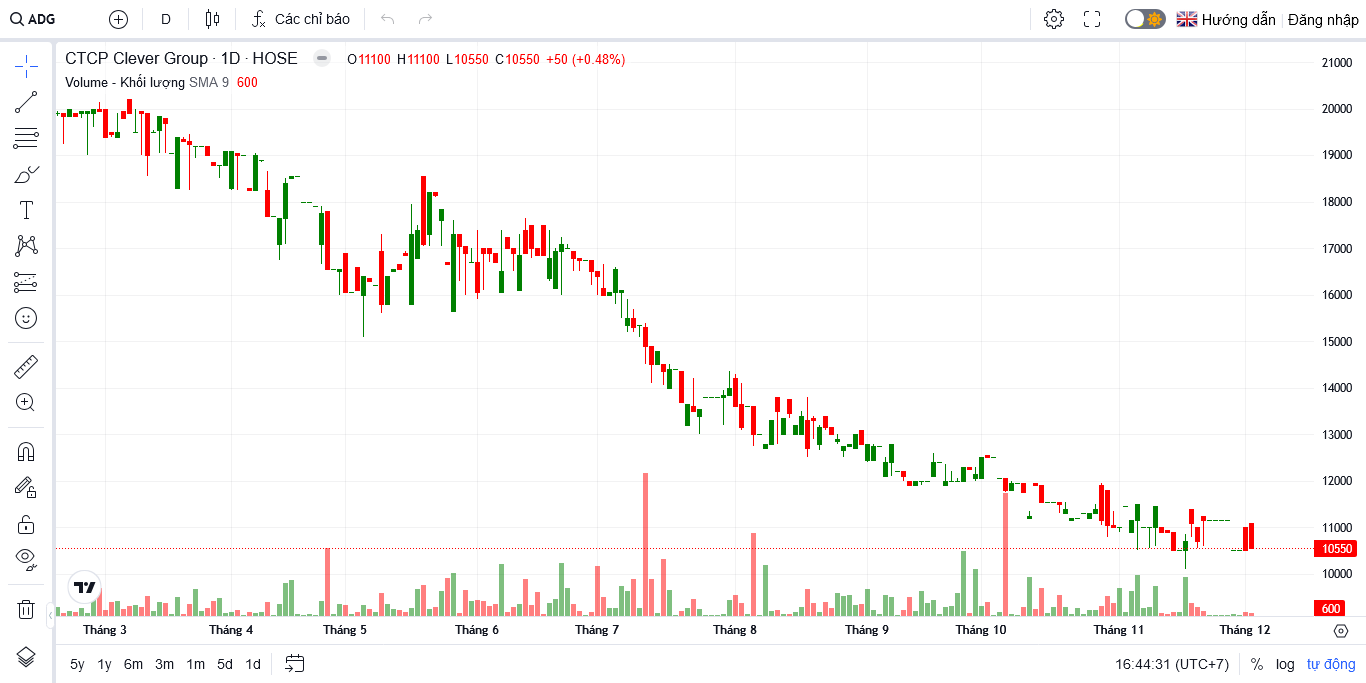 ADG D Các chỉ báo Hướng dẫn Đăng nhập
CTCP Clever Group · 1D · HOSE O11100 H11100 L10550 C10550 +50 (+0.48%)
Volume - Khối lượng SMA 9 600
21000
20000
19000
18000
17000
16000
15000
14000
13000
12000
11000
10550
10000
600
Tháng 3 Tháng 4 Tháng 5 Tháng 6 Tháng 7 Tháng 8 Tháng 9 Tháng 10 Tháng 11 Tháng 12
5y 1y 6m 3m 1m 5d 1d 16:44:31 (UTC+7) % log tự động